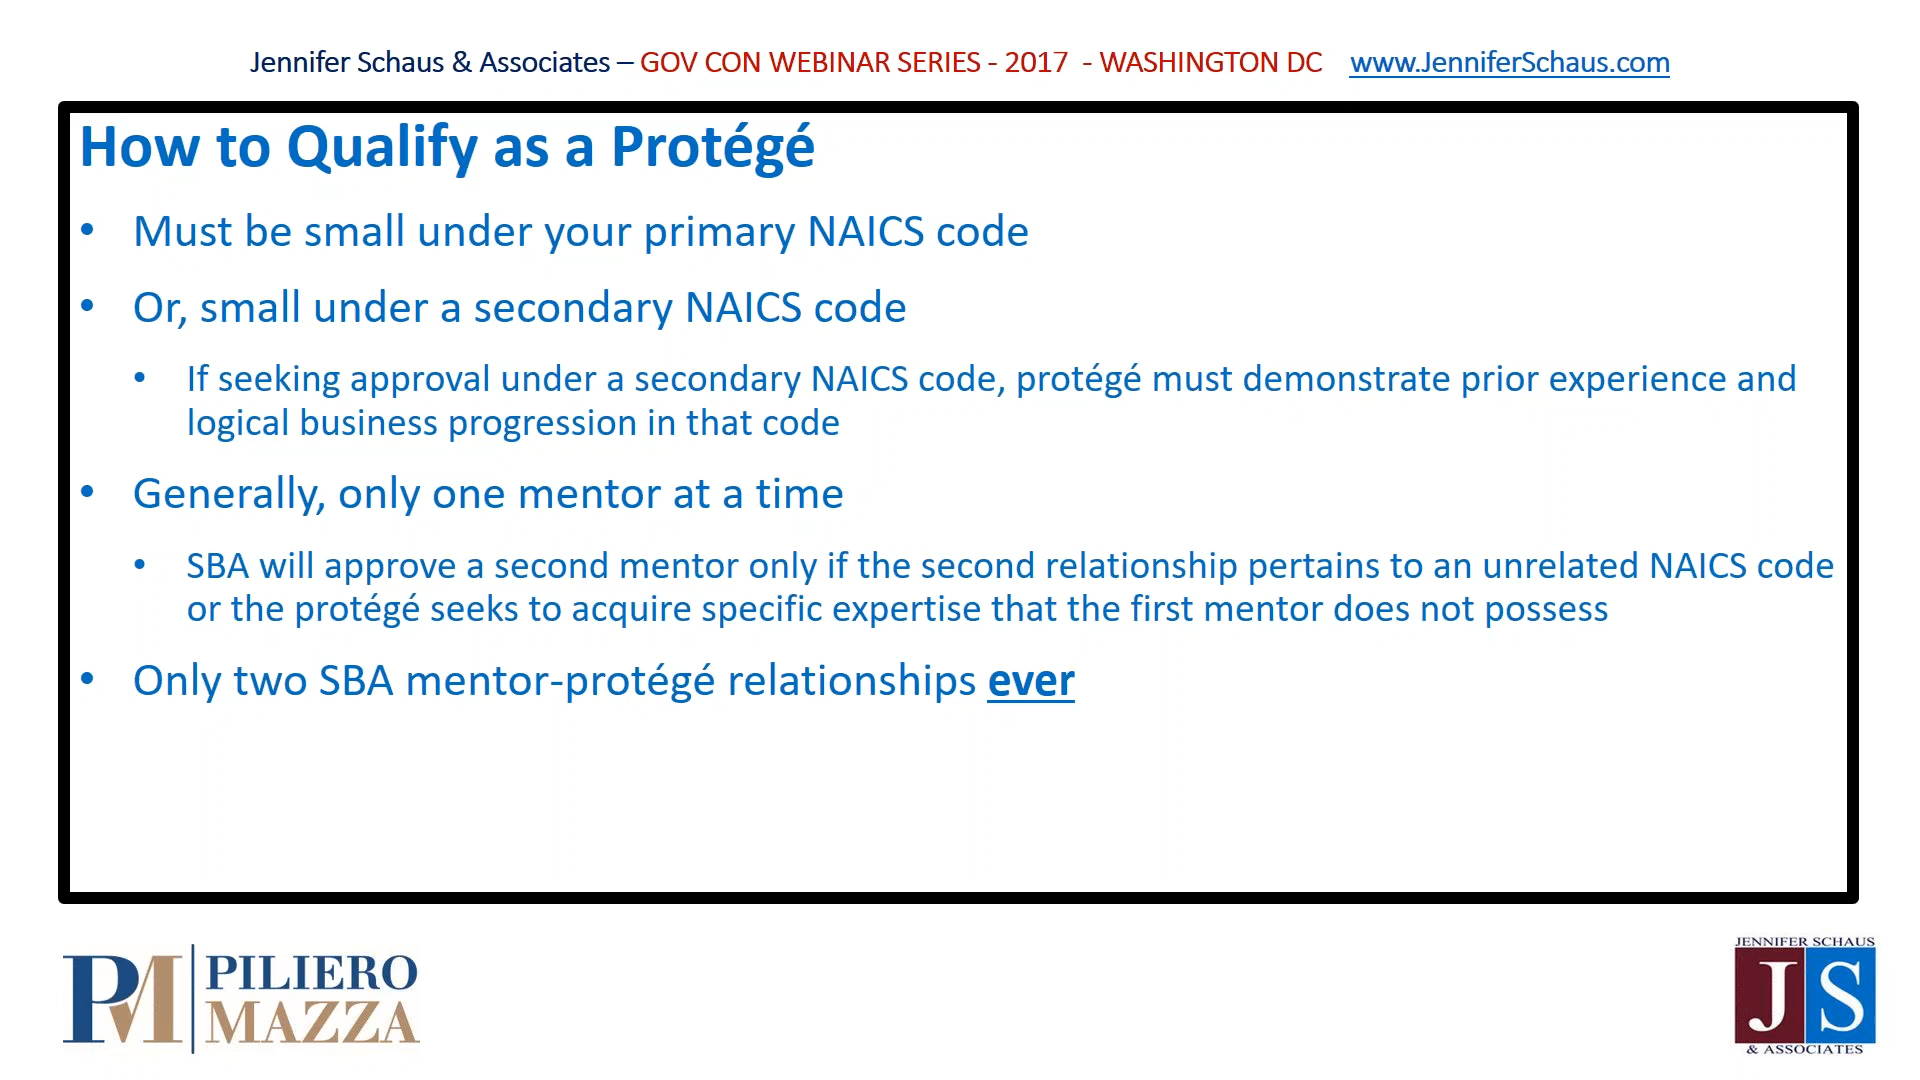 Jennifer Schaus & Associates – GOV CON WEBINAR SERIES - 2017  - WASHINGTON DC    www.JenniferSchaus.com
How to Qualify as a Protégé
• Must be small under your primary NAICS code
• Or, small under a secondary NAICS code
• If seeking approval under a secondary NAICS code, protégé must demonstrate prior experience and
logical business progression in that code
• Generally, only one mentor at a time
• SBA will approve a second mentor only if the second relationship pertains to an unrelated NAICS code
or the protégé seeks to acquire specific expertise that the first mentor does not possess
• Only two SBA mentor-protégé relationships ever
PM PILIERO
MAZZA
JENNIFER SCHAUS
JS
& ASSOCIATES